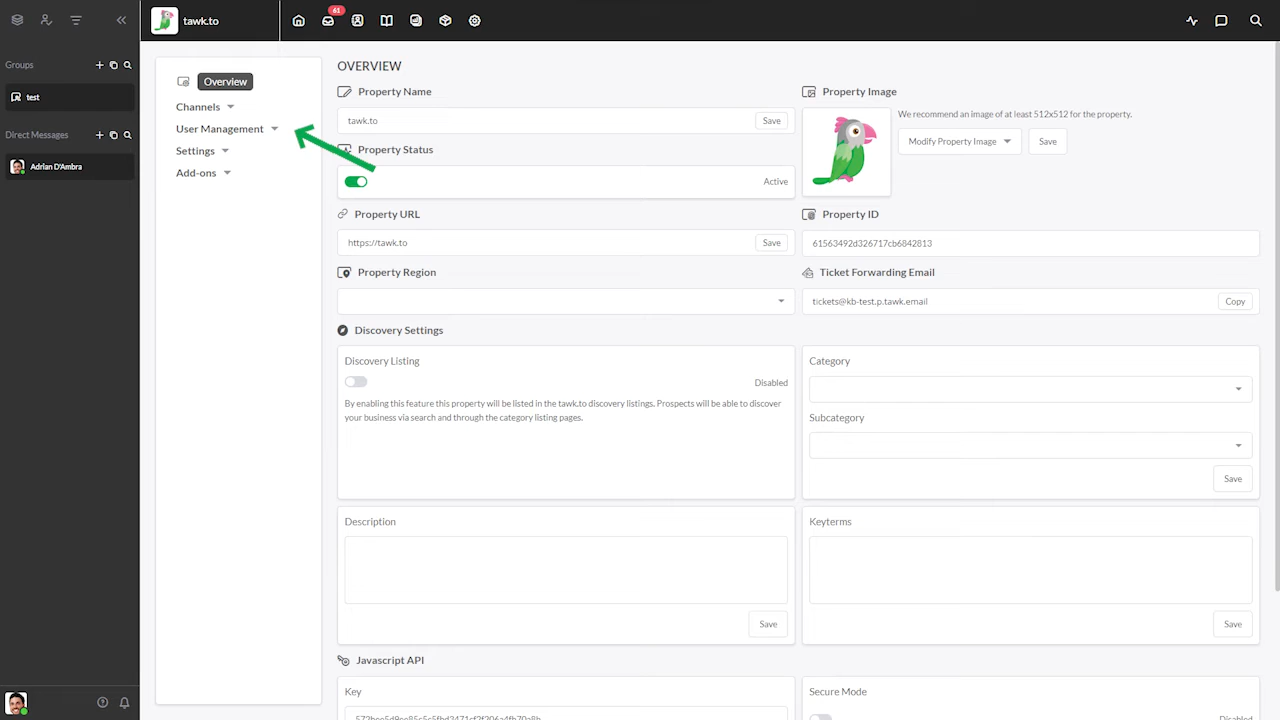 tawk.to
61
Groups
test
Direct Messages
Adrian D'Ambra
Overview
Channels
User Management
Settings
Add-ons
OVERVIEW
Property Name
tawk.to
Save
Property Status
Active
Property URL
https://tawk.to
Save
Property Region
Property Image
We recommend an image of at least 512x512 for the property.
Modify Property Image
Save
Property ID
61563492d326717cb6842813
Ticket Forwarding Email
tickets@kb-test.p.tawk.email
Copy
Discovery Settings
Discovery Listing
Disabled
By enabling this feature this property will be listed in the tawk.to discovery listings. Prospects will be able to discover
your business via search and through the category listing pages.
Category
Subcategory
Save
Description
Save
Keyterms
Save
Javascript API
Key
Secure Mode
Disabled